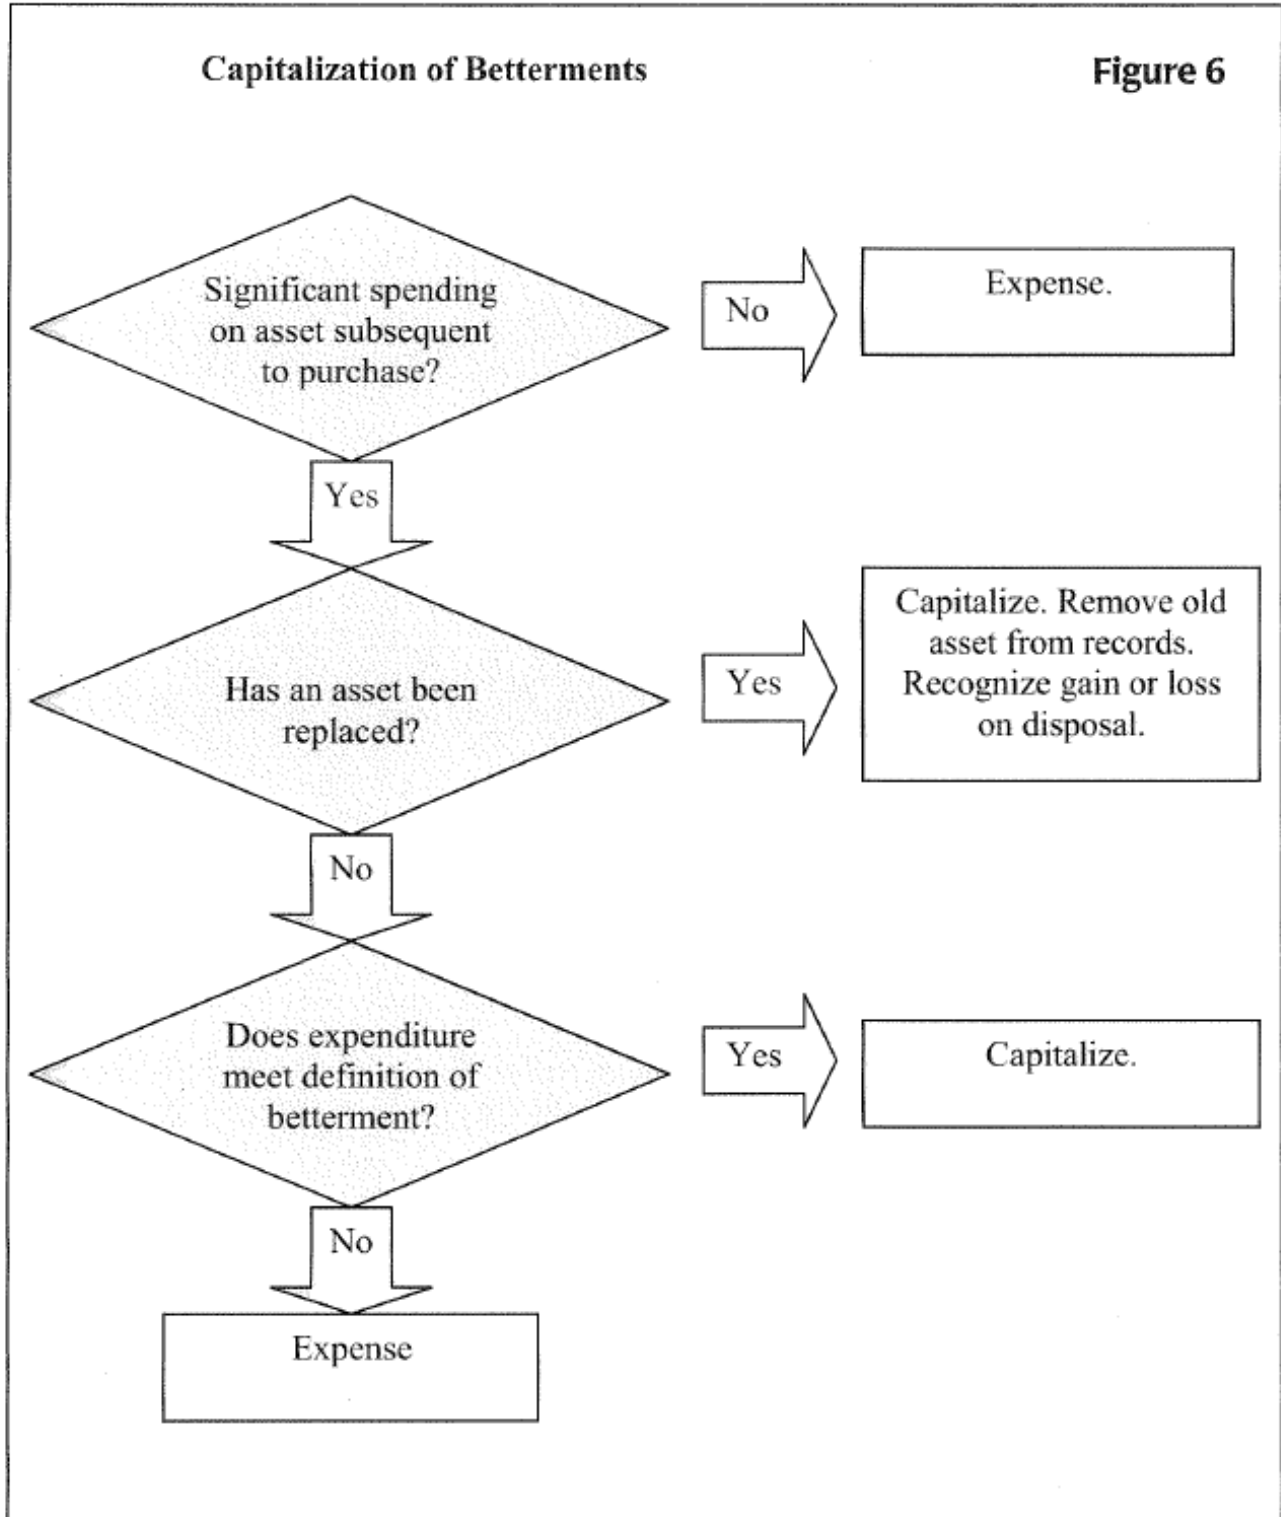 Capitalization of Betterments
Figure 6
Significant spending
on asset subsequent
to purchase?
No
Expense.
Yes
Has an asset been
replaced?
Yes
Capitalize. Remove old
asset from records.
Recognize gain or loss
on disposal.
No
Does expenditure
meet definition of
betterment?
Yes
Capitalize.
No
Expense